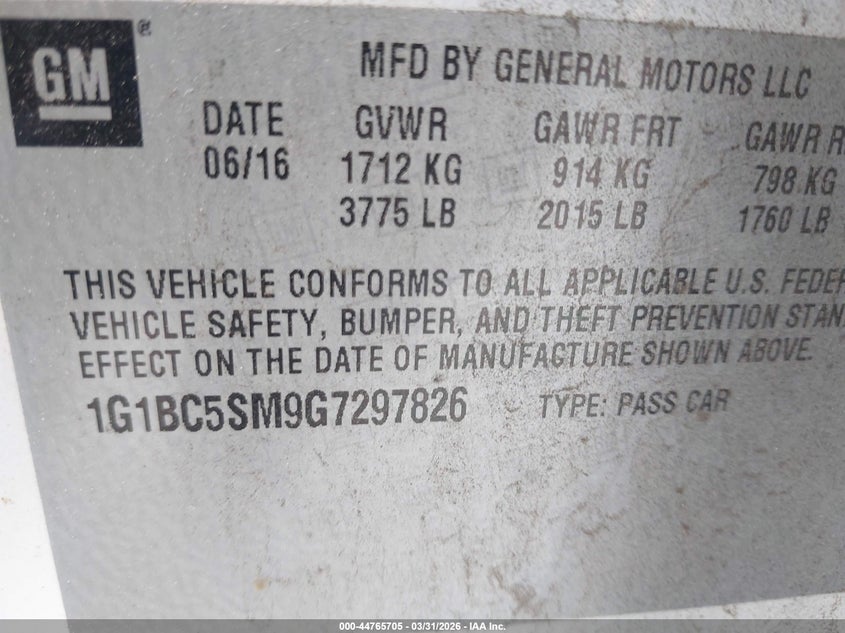 GM®
MFD BY GENERAL MOTORS LLC
DATE GVWR GAWR FRT GAWR R
06/16 1712 KG 914 KG 798 KG
3775 LB 2015 LB 1760 LB
THIS VEHICLE CONFORMS TO ALL APPLICABLE U.S. FEDER
VEHICLE SAFETY, BUMPER, AND THEFT PREVENTION STAN
EFFECT ON THE DATE OF MANUFACTURE SHOWN ABOVE.
1G1BC5SM9G7297826 TYPE: PASS CAR
000-44765705 - 03/31/2026 - IAA Inc.